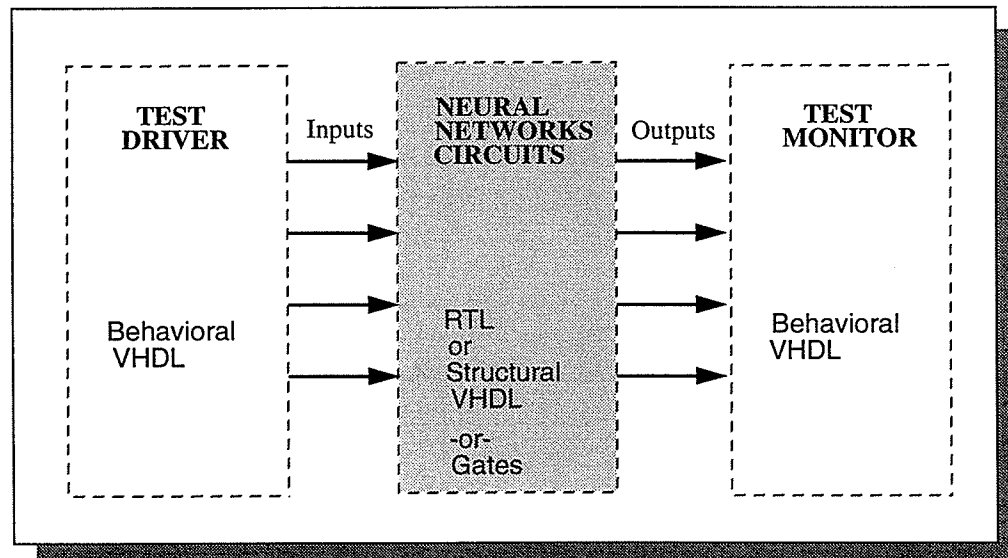 TEST
DRIVER
Behavioral
VHDL
Inputs
NEURAL
NETWORKS
CIRCUITS
RTL
or
Structural
VHDL
-or-
Gates
Outputs
TEST
MONITOR
Behavioral
VHDL